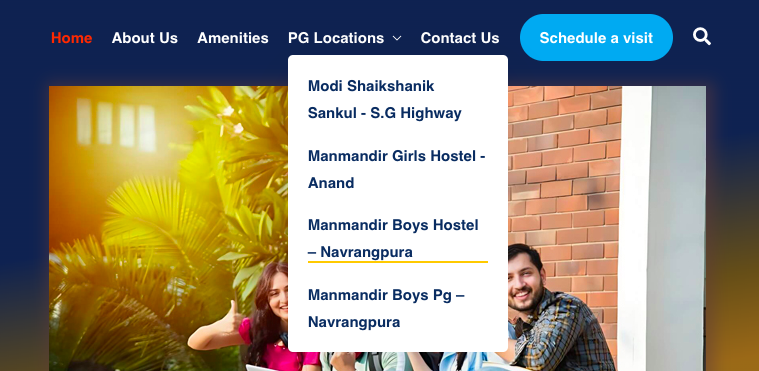 Home About Us Amenities PG Locations Contact Us Schedule a visit
Modi Shaikshanik
Sankul - S.G Highway
Manmandir Girls Hostel -
Anand
Manmandir Boys Hostel
– Navrangpura
Manmandir Boys Pg –
Navrangpura